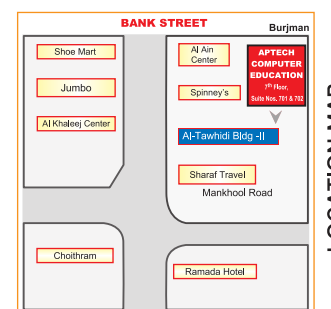 BANK STREET
Burjman
Shoe Mart
Jumbo
Al Khaleej Center
Al Ain
Center
Spinney's
APTECH
COMPUTER
EDUCATION
7th Floor,
Suite Nos. 701 & 702
Al-Tawhidi Bldg -II
Sharaf Travel
Mankhool Road
Choithram
Ramada Hotel